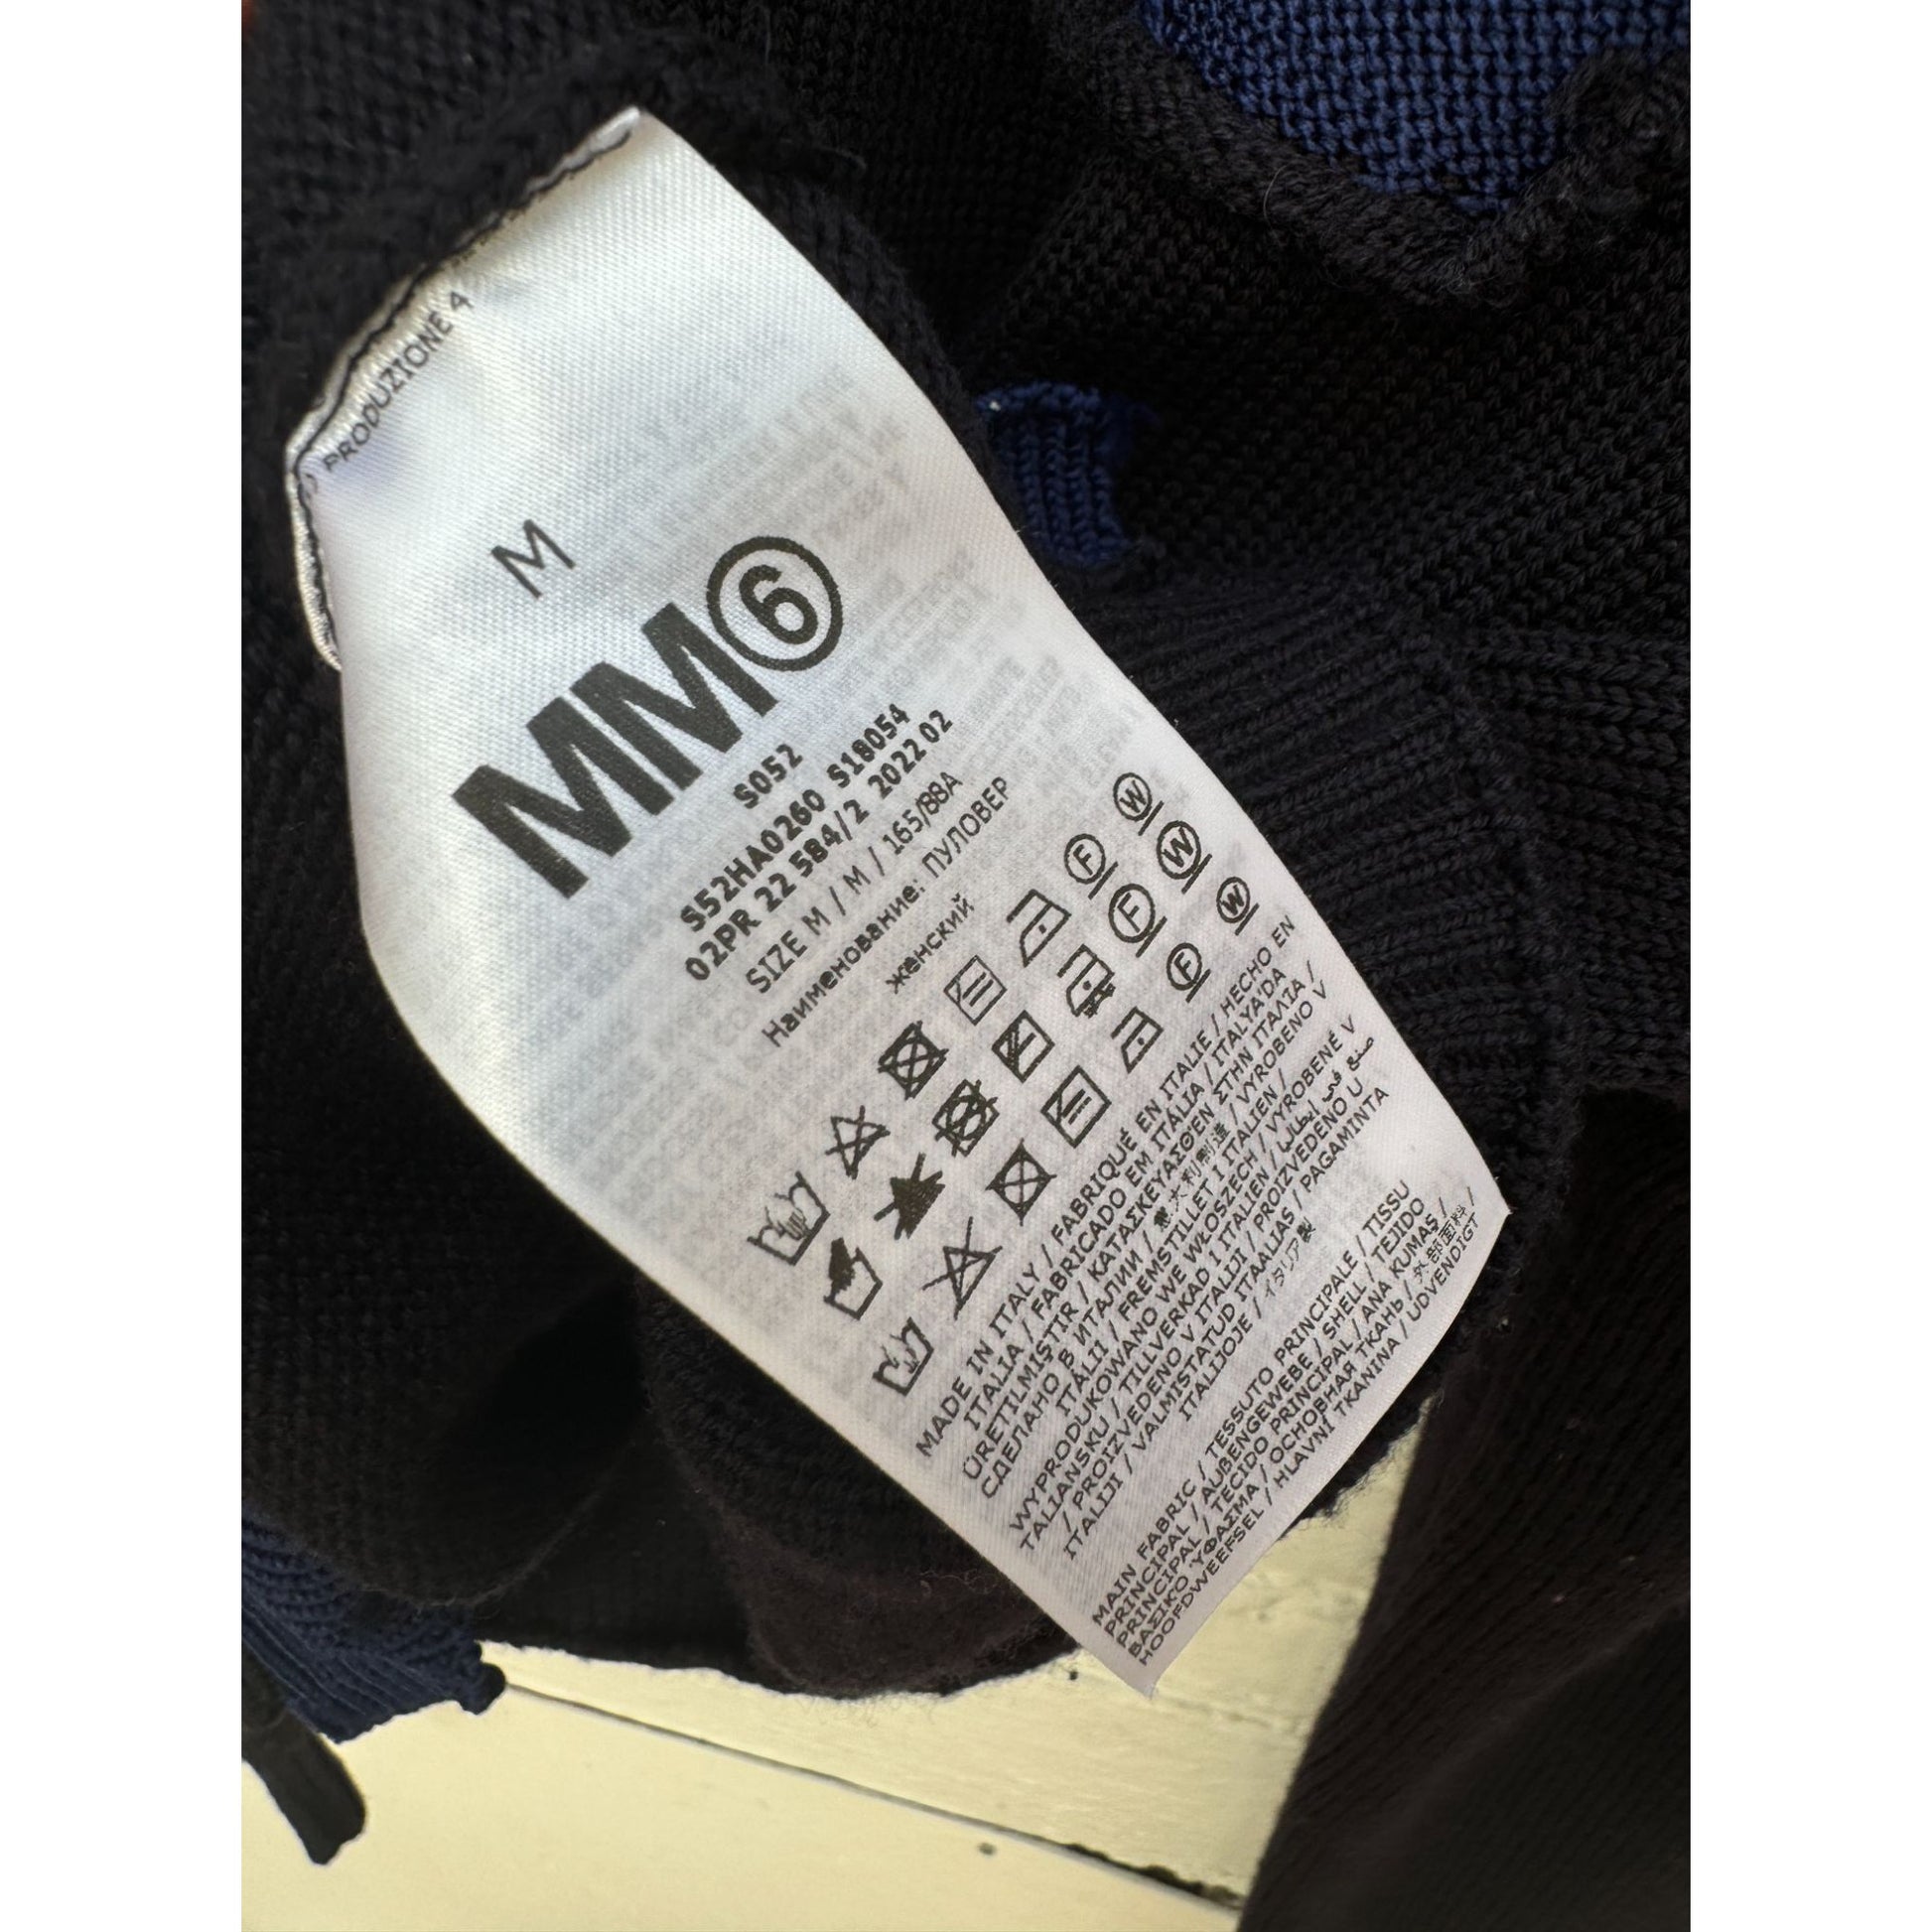 PRODUZIONE 4
M
MM6
S052
S52HA0260 S18054
02PR 22 584/2 2022 02
SIZE M / M / 165/88A
Наименование: ПУЛОВЕР
женский
W
F W
F W
F
MADE IN ITALY / FABRIQUÉ EN ITALIE / HECHO EN
ITALIA / FABRICADO EM ITÁLIA / ITALYA'DA
ÜRETILMIŞTIR / ΚΑΤΑΣΚΕΥΑΣΘΕΝ ΣΤΗΝ ΙΤΑΛΙΑ /
СДЕЛАНО В ИТАЛИИ / 意大利制造 / VYROBENO V
ITÁLII / FREMSTILLET I ITALIEN /
WYPRODUKOWANO WE WŁOSZECH / VYROBENÉ V
TALIANSKU / TILLVERKAD I ITALIEN / صنع في إيطاليا
/ PROIZVEDENO V ITALIJI / PROIZVEDENO U
ITALIJI / VALMISTATUD ITAALIAS / PAGAMINTA
ITALIJOJE / イタリア製
MAIN FABRIC / TESSUTO PRINCIPALE / TISSU
PRINCIPAL / AUßENGEWEBE / SHELL / TEJIDO
PRINCIPAL / TECIDO PRINCIPAL / ANA KUMAŞ /
ΒΑΣΙΚΟ ΎΦΑΣΜΑ / ОСНОВНАЯ ТКАНЬ / 外部面料 /
HOOFDWEEFSEL / HLAVNÍ TKANINA / UDVENDIGT